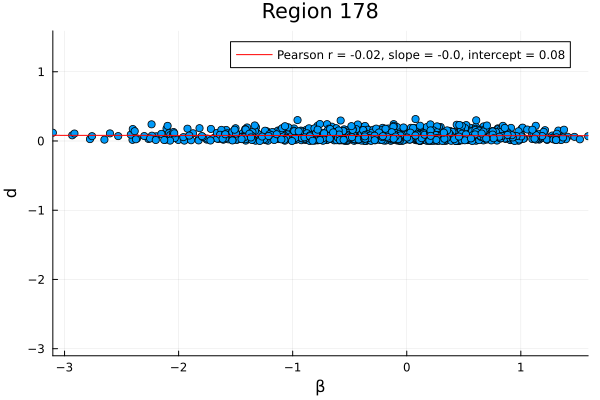 Region 178
Pearson r = -0.02, slope = -0.0, intercept = 0.08
1
0
−1
−2
−3
d
−3 −2 −1 0 1
β